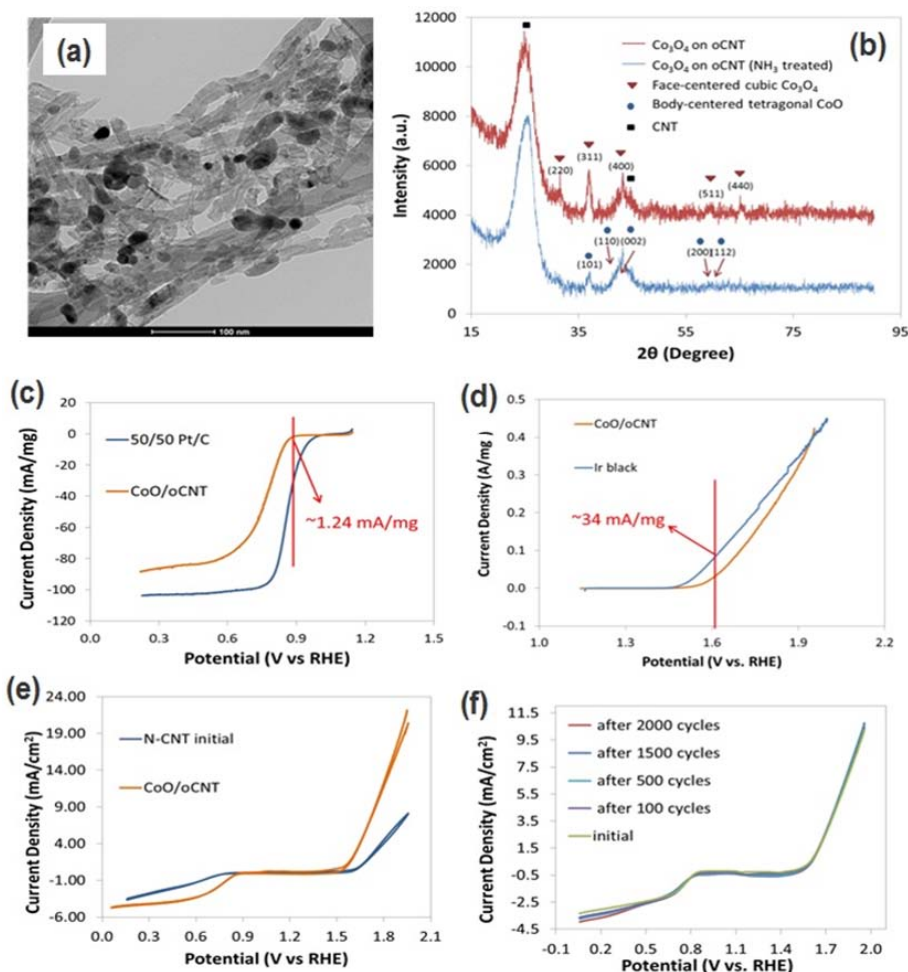 (a)
100 nm
(b)
Intensity (a.u.)
12000
10000
8000
6000
4000
2000
0
15
35
55
75
95
2θ (Degree)
Co₃O₄ on oCNT
Co₃O₄ on oCNT (NH₃ treated)
Face-centered cubic Co₃O₄
Body-centered tetragonal CoO
CNT
(220)
(311)
(400)
(511)
(440)
(101)
(110)
(002)
(200)
(112)
(c)
Current Density (mA/mg)
20
0
-20
-40
-60
-80
-100
-120
0.0
0.3
0.6
0.9
1.2
1.5
Potential (V vs RHE)
50/50 Pt/C
CoO/oCNT
~1.24 mA/mg
(d)
Current Density (A/mg)
0.5
0.4
0.3
0.2
0.1
0.0
-0.1
1.0
1.3
1.6
1.9
2.2
Potential (V vs. RHE)
CoO/oCNT
Ir black
~34 mA/mg
(e)
Current Density (mA/cm²)
24.00
19.00
14.00
9.00
4.00
-1.00
-6.00
0.0
0.3
0.6
0.9
1.2
1.5
1.8
2.1
Potential (V vs RHE)
N-CNT initial
CoO/oCNT
(f)
Current Density (mA/cm²)
11.5
9.5
7.5
5.5
3.5
1.5
-0.5
-2.5
-4.5
-0.1
0.2
0.5
0.8
1.1
1.4
1.7
2.0
Potential (V vs RHE)
after 2000 cycles
after 1500 cycles
after 500 cycles
after 100 cycles
initial